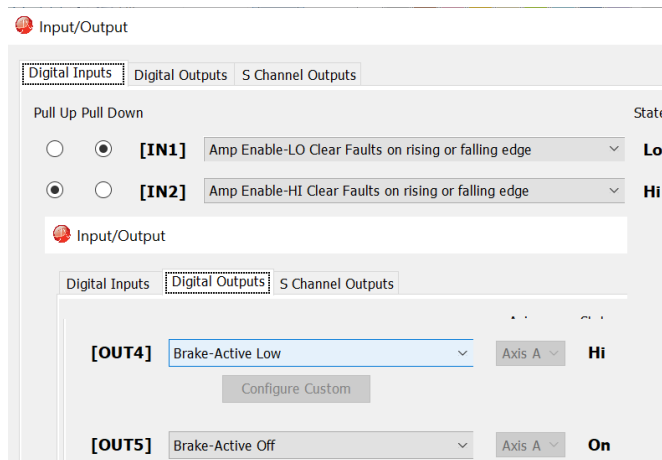 Input/Output
Digital Inputs Digital Outputs S Channel Outputs
Pull Up Pull Down
[IN1] Amp Enable-LO Clear Faults on rising or falling edge
[IN2] Amp Enable-HI Clear Faults on rising or falling edge Hi
Input/Output
Digital Inputs Digital Outputs S Channel Outputs
[OUT4] Brake-Active Low Axis A Hi
Configure Custom
[OUT5] Brake-Active Off Axis A On